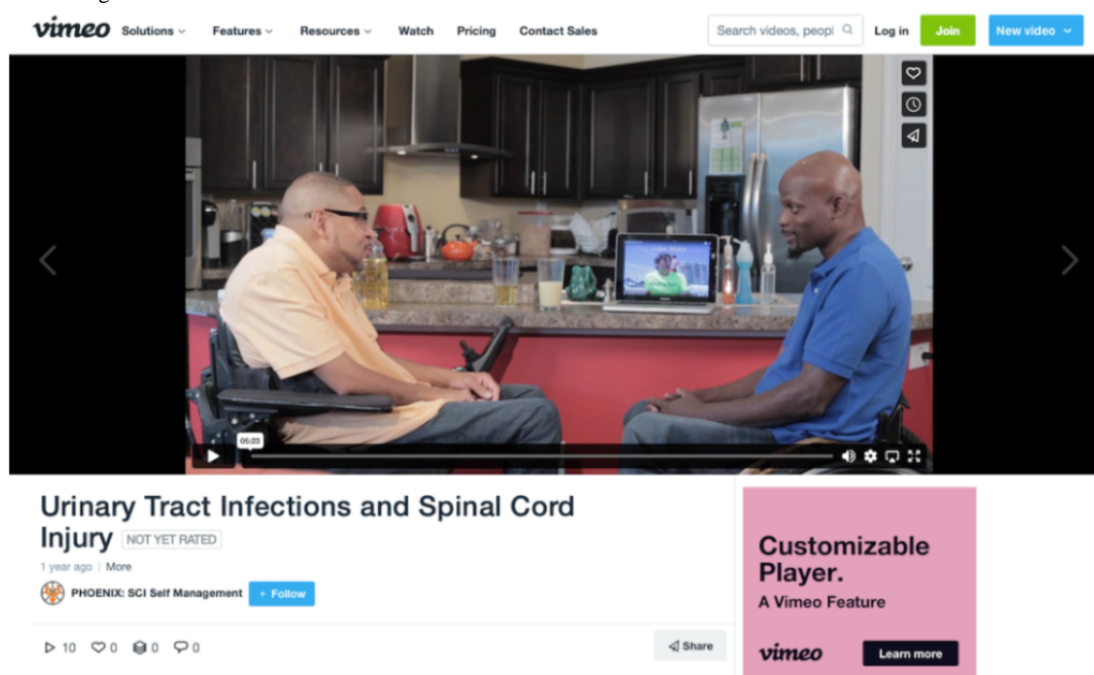 vimeo Solutions Features Resources Watch Pricing Contact Sales Search videos, peopl Log in Join New video
05:23
Urinary Tract Infections and Spinal Cord
Injury NOT YET RATED
1 year ago | More
PHOENIX: SCI Self Management + Follow
10 0 0 0 Share
Customizable
Player.
A Vimeo Feature
vimeo Learn more